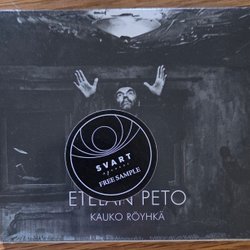 SVART
FREE SAMPLE
ETELÄN PETO
KAUKO RÖYHKÄ